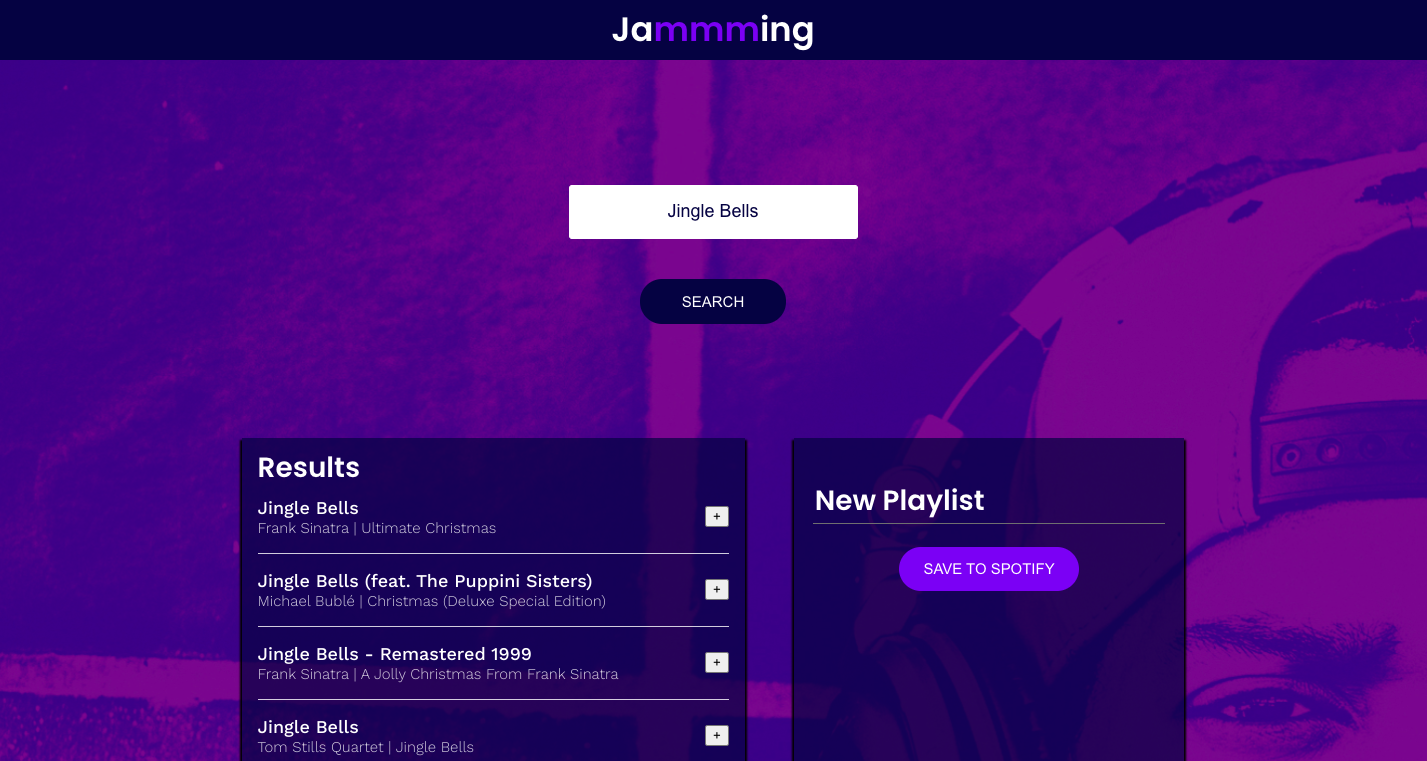 Jammming
Jingle Bells
SEARCH
Results
Jingle Bells
Frank Sinatra | Ultimate Christmas
+
Jingle Bells (feat. The Puppini Sisters)
Michael Bublé | Christmas (Deluxe Special Edition)
+
Jingle Bells - Remastered 1999
Frank Sinatra | A Jolly Christmas From Frank Sinatra
+
Jingle Bells
Tom Stills Quartet | Jingle Bells
+
New Playlist
SAVE TO SPOTIFY